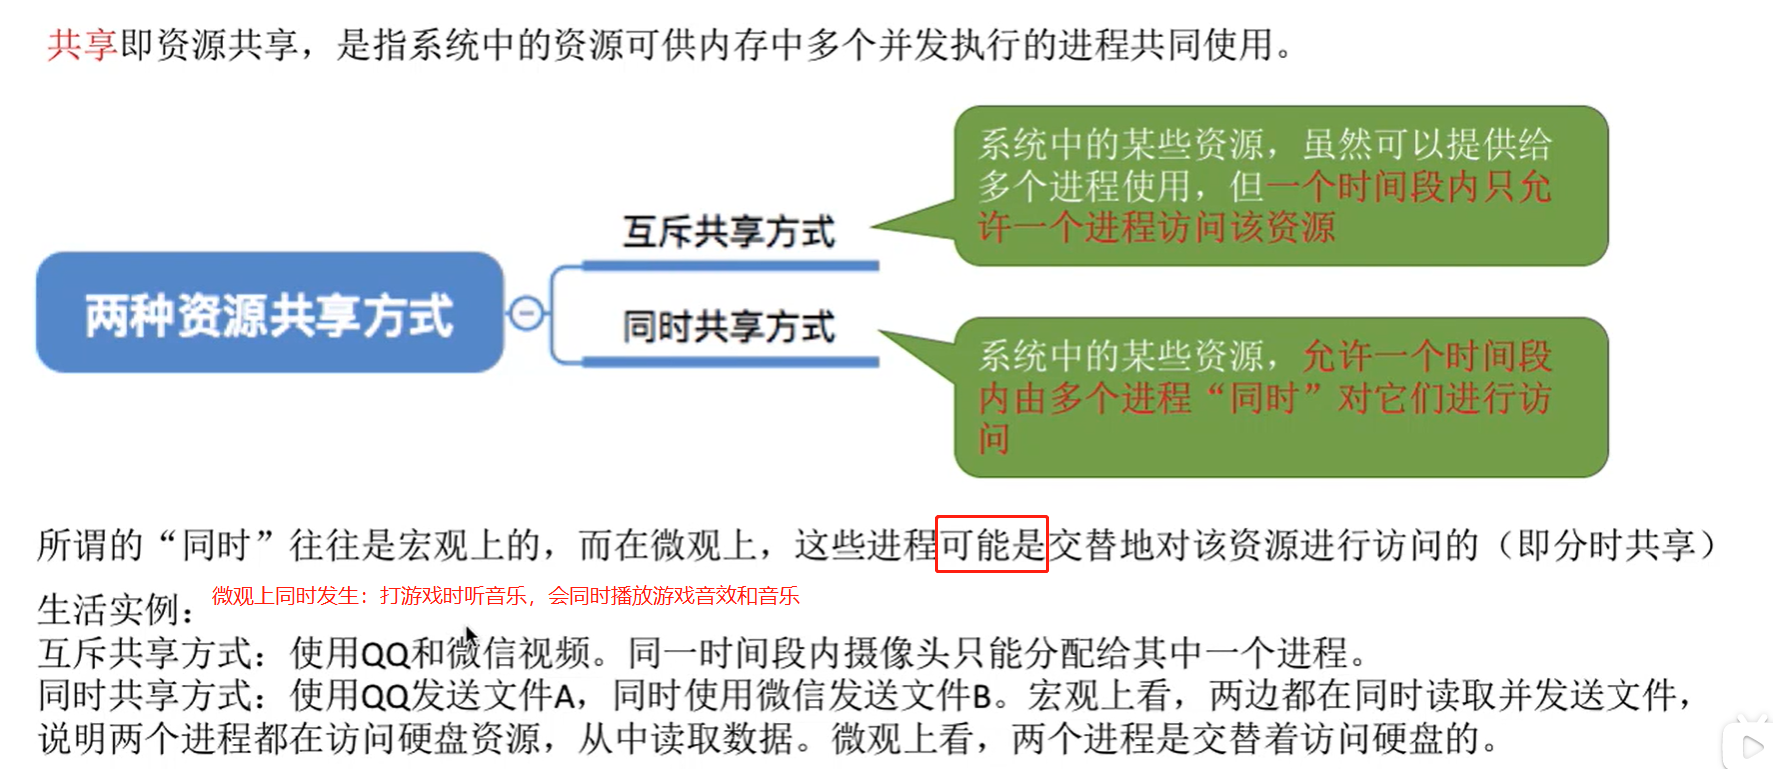 共享即资源共享，是指系统中的资源可供内存中多个并发执行的进程共同使用。
系统中的某些资源，虽然可以提供给
多个进程使用，但一个时间段内只允
许一个进程访问该资源
互斥共享方式
两种资源共享方式
同时共享方式
系统中的某些资源，允许一个时间段
内由多个进程“同时”对它们进行访
问
所谓的“同时”往往是宏观上的，而在微观上，这些进程可能是交替地对该资源进行访问的（即分时共享）
微观上同时发生：打游戏时听音乐，会同时播放游戏音效和音乐
生活实例：
互斥共享方式：使用QQ和微信视频。同一时间段内摄像头只能分配给其中一个进程。
同时共享方式：使用QQ发送文件A，同时使用微信发送文件B。宏观上看，两边都在同时读取并发送文件，
说明两个进程都在访问硬盘资源，从中读取数据。微观上看，两个进程是交替着访问硬盘的。